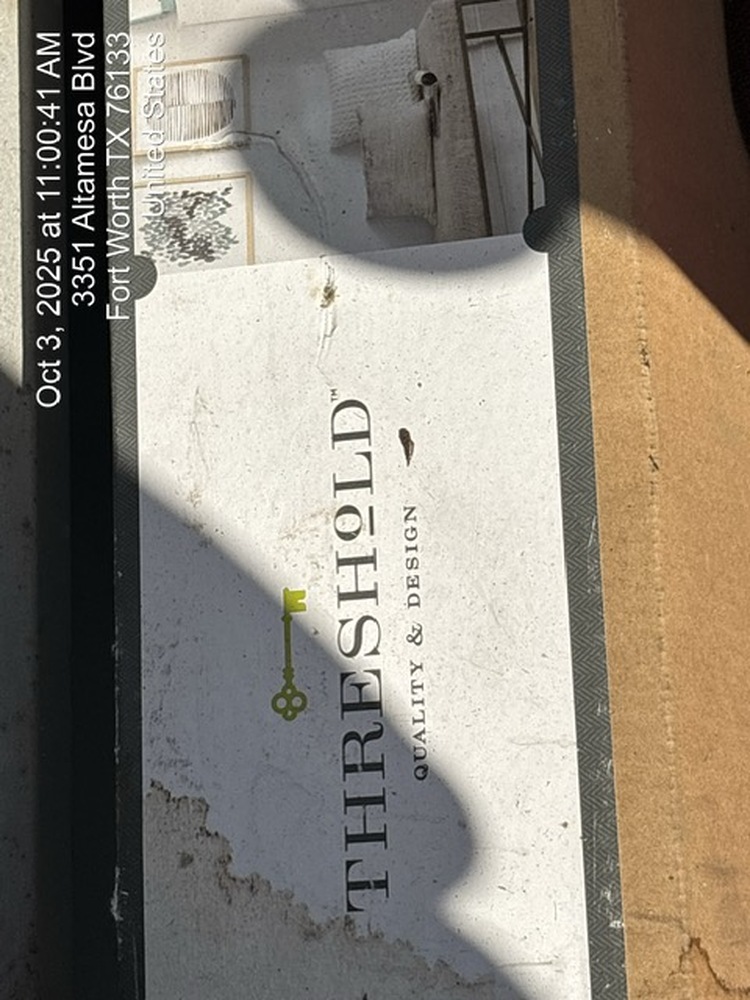 Oct 3, 2025 at 11:00:41 AM
3351 Altamesa Blvd
Fort Worth TX 76133
United States
THRESHOLD™
QUALITY & DESIGN